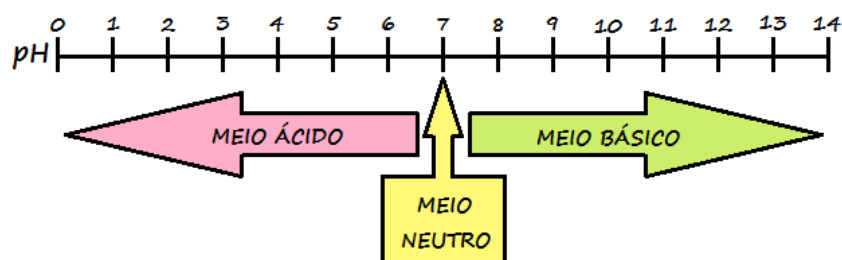 0 1 2 3 4 5 6 7 8 9 10 11 12 13 14
pH
MEIO ÁCIDO
MEIO BÁSICO
MEIO
NEUTRO